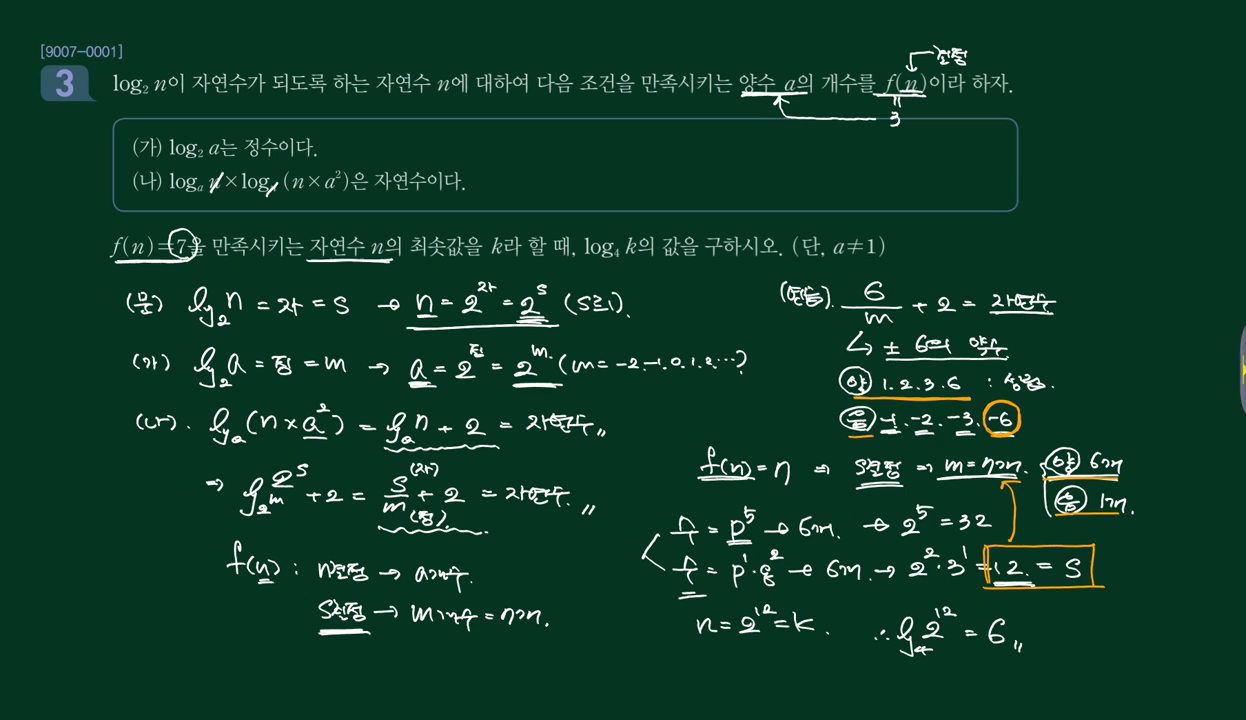 [9007-0001]
3
log₂ n이 자연수가 되도록 하는 자연수 n에 대하여 다음 조건을 만족시키는 양수 a의 개수를 f(n)이라 하자.
3
(가) log₂ a는 정수이다.
(나) logₐ n×logₙ (n×a²)은 자연수이다.
f(n)=7을 만족시키는 자연수 n의 최솟값을 k라 할 때, log₄ k의 값을 구하시오. (단, a≠1)
(문) log₂ n = 자 = s → n = 2^자 = 2^s
(가) log₂ a = 정 = m → a = 2^정 = 2^m (m = -2 -1. 0. 1. 2. …
(나). logₐ (n × a²) = logₐ n + 2 = 자연수〃
⇒ log_{2^m} 2^s + 2 = s(자)/m(정) + 2 = 자연수〃
f(n) : n결정 → a개수.
s결정 → m개수 = 7개.
6/m + 2 = 자연수
↳ ± 6의 약수
(양) 1. 2. 3. 6 :
(음) -1. -2. -3. -6
f(n) = 7 ⇒ s결정 ⇒ m = 7개. (양) 6개
(음) 1개.
= p⁵ → 6개. → 2⁵ = 32
= p¹·q² → 6개. → 2²·3¹ = 12. = s
n = 2¹² = k. ∴ log₄ 2¹² = 6〃